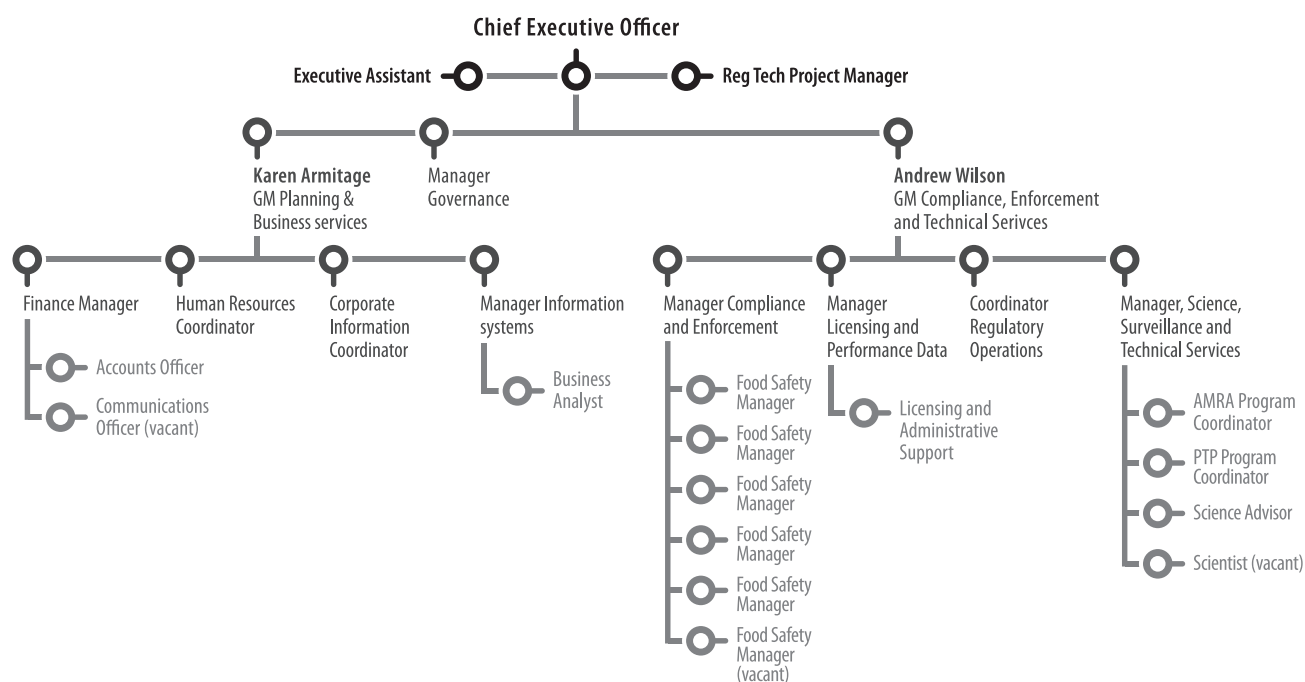 Chief Executive Officer
Executive Assistant
Reg Tech Project Manager
Karen Armitage
GM Planning &
Business services
Manager
Governance
Andrew Wilson
GM Compliance, Enforcement
and Technical Serivces
Finance Manager
Human Resources
Coordinator
Corporate
Information
Coordinator
Manager Information
systems
Manager Compliance
and Enforcement
Manager
Licensing and
Performance Data
Coordinator
Regulatory
Operations
Manager, Science,
Surveillance and
Technical Services
Accounts Officer
Communications
Officer (vacant)
Business
Analyst
Food Safety
Manager
Food Safety
Manager
Food Safety
Manager
Food Safety
Manager
Food Safety
Manager
Food Safety
Manager
(vacant)
Licensing and
Administrative
Support
AMRA Program
Coordinator
PTP Program
Coordinator
Science Advisor
Scientist (vacant)